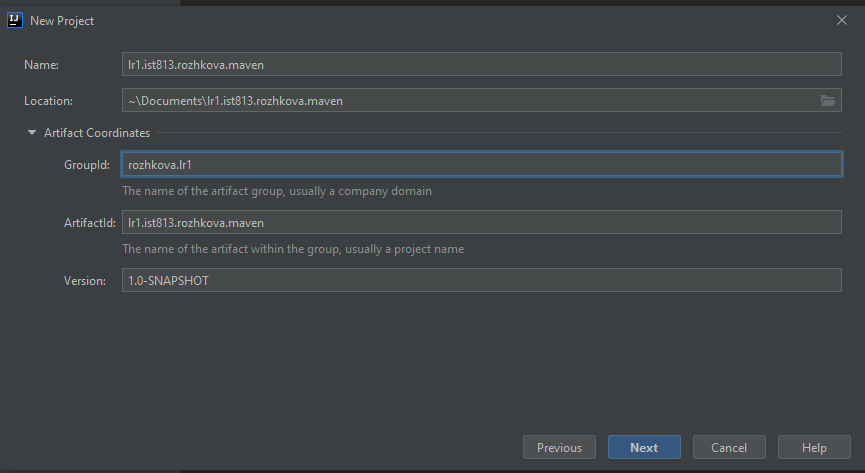 IJ New Project
Name: lr1.ist813.rozhkova.maven
Location: ~\Documents\lr1.ist813.rozhkova.maven
Artifact Coordinates
GroupId: rozhkova.lr1
The name of the artifact group, usually a company domain
ArtifactId: lr1.ist813.rozhkova.maven
The name of the artifact within the group, usually a project name
Version: 1.0-SNAPSHOT
Previous Next Cancel Help